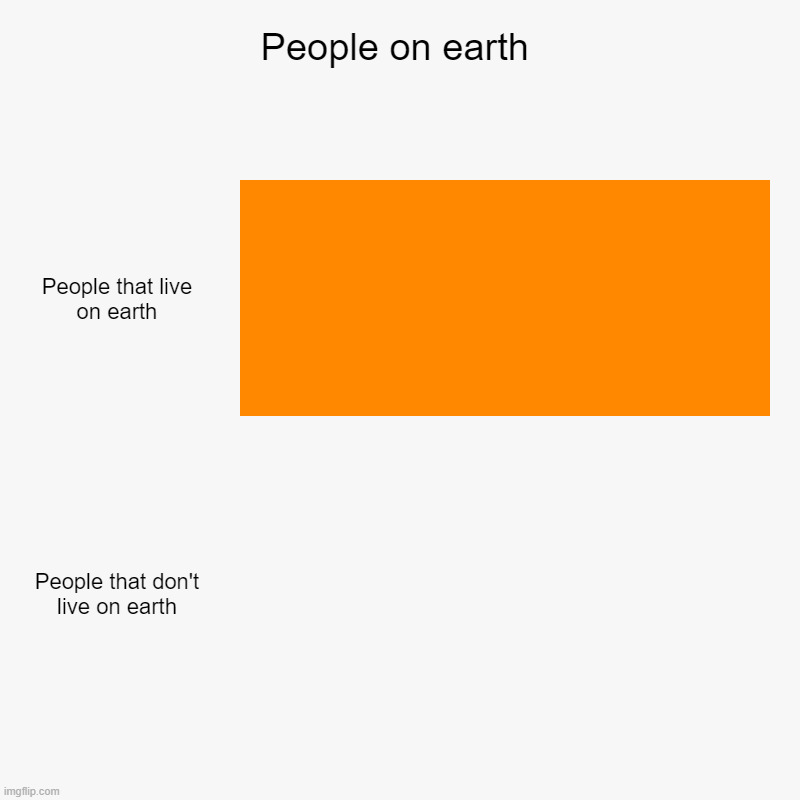 People on earth
People that live
on earth
People that don't
live on earth
imgflip.com